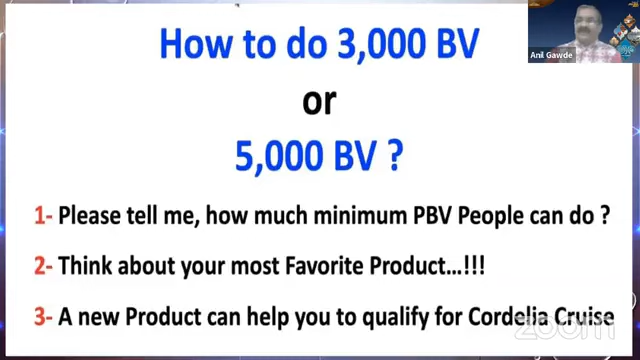 How to do 3,000 BV
or
5,000 BV ?
1- Please tell me, how much minimum PBV People can do ?
2- Think about your most Favorite Product...!!!
3- A new Product can help you to qualify for Cordelia Cruise
Anil Gawde
zoom